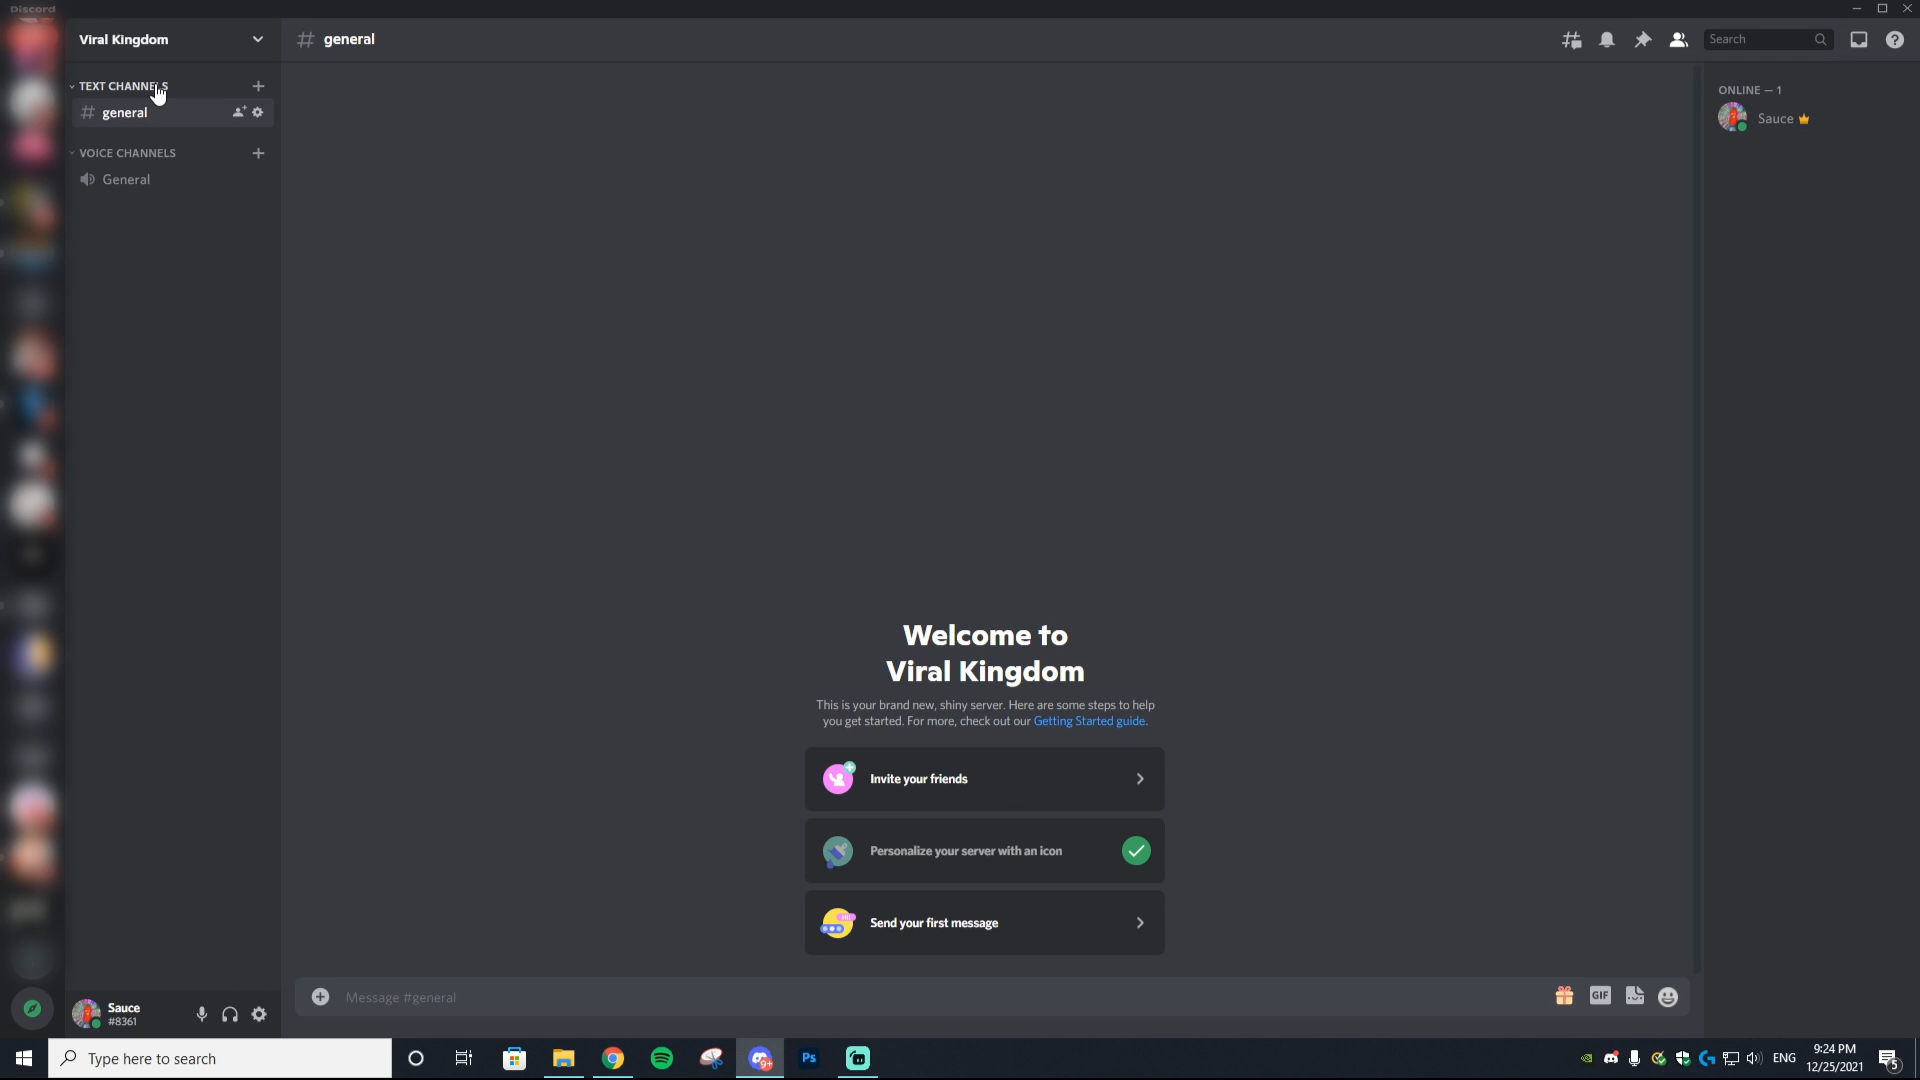 Discord
Viral Kingdom
general
Search
TEXT CHANNELS
general
VOICE CHANNELS
General
ONLINE — 1
Sauce
Welcome to
Viral Kingdom
This is your brand new, shiny server. Here are some steps to help
you get started. For more, check out our Getting Started guide.
Invite your friends
Personalize your server with an icon
Send your first message
Message #general
GIF
Sauce
#8361
Type here to search
9+
Ps
ENG
9:24 PM
12/25/2021
5